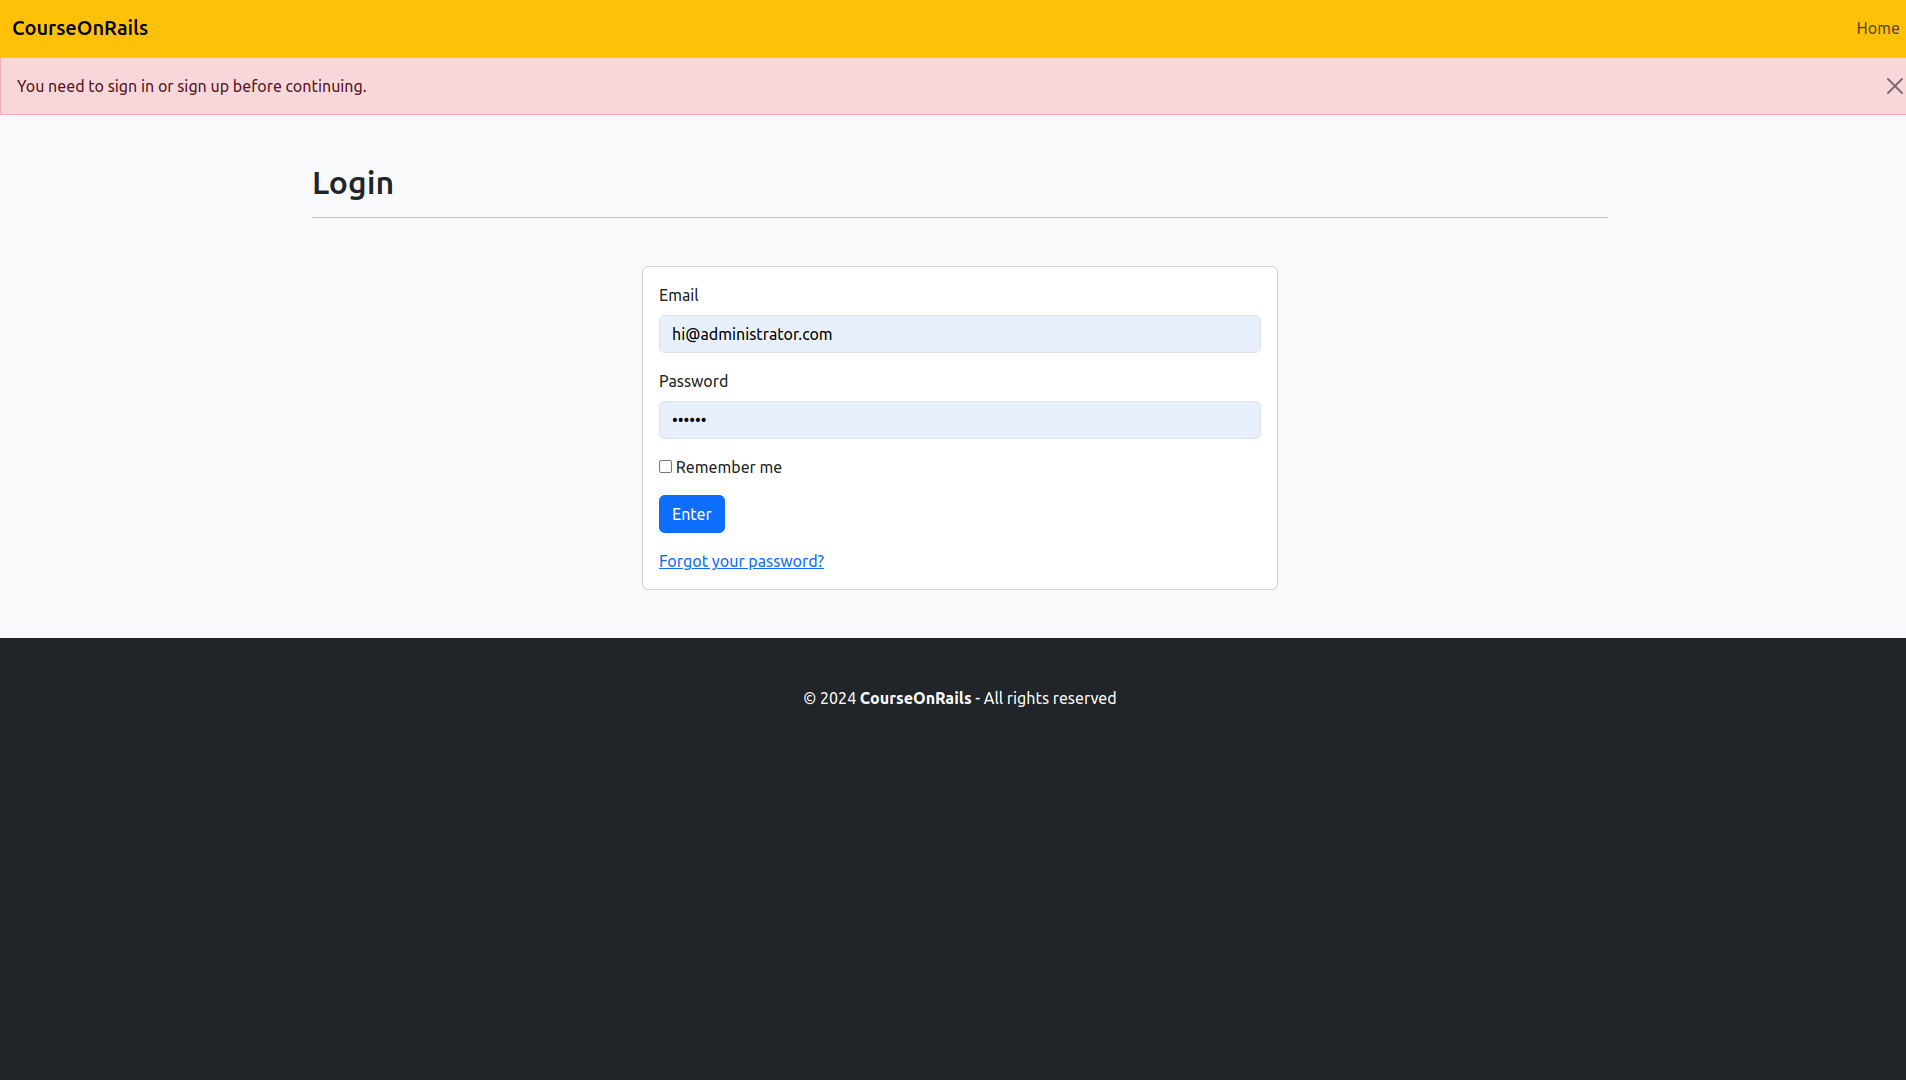 CourseOnRails
Home
You need to sign in or sign up before continuing.
Login
Email
hi@administrator.com
Password
••••••
Remember me
Enter
Forgot your password?
© 2024 CourseOnRails - All rights reserved